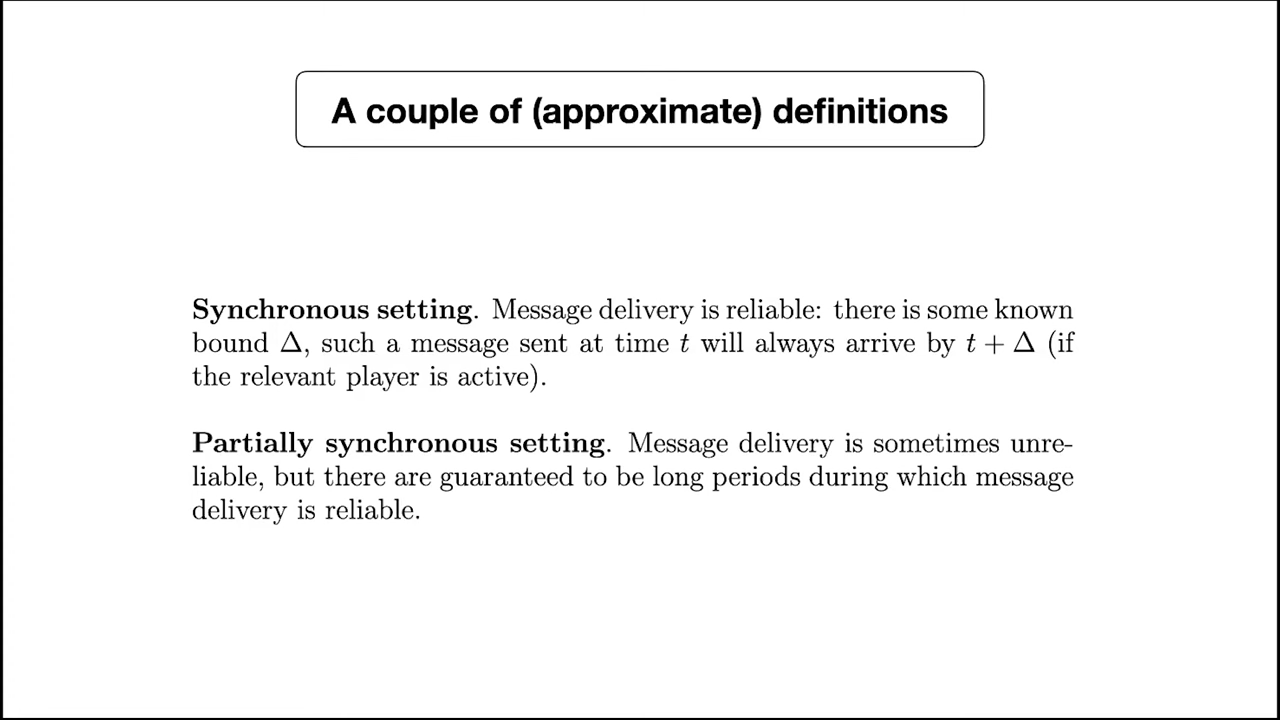 A couple of (approximate) definitions
Synchronous setting. Message delivery is reliable: there is some known
bound Δ, such a message sent at time t will always arrive by t + Δ (if
the relevant player is active).
Partially synchronous setting. Message delivery is sometimes unre-
liable, but there are guaranteed to be long periods during which message
delivery is reliable.